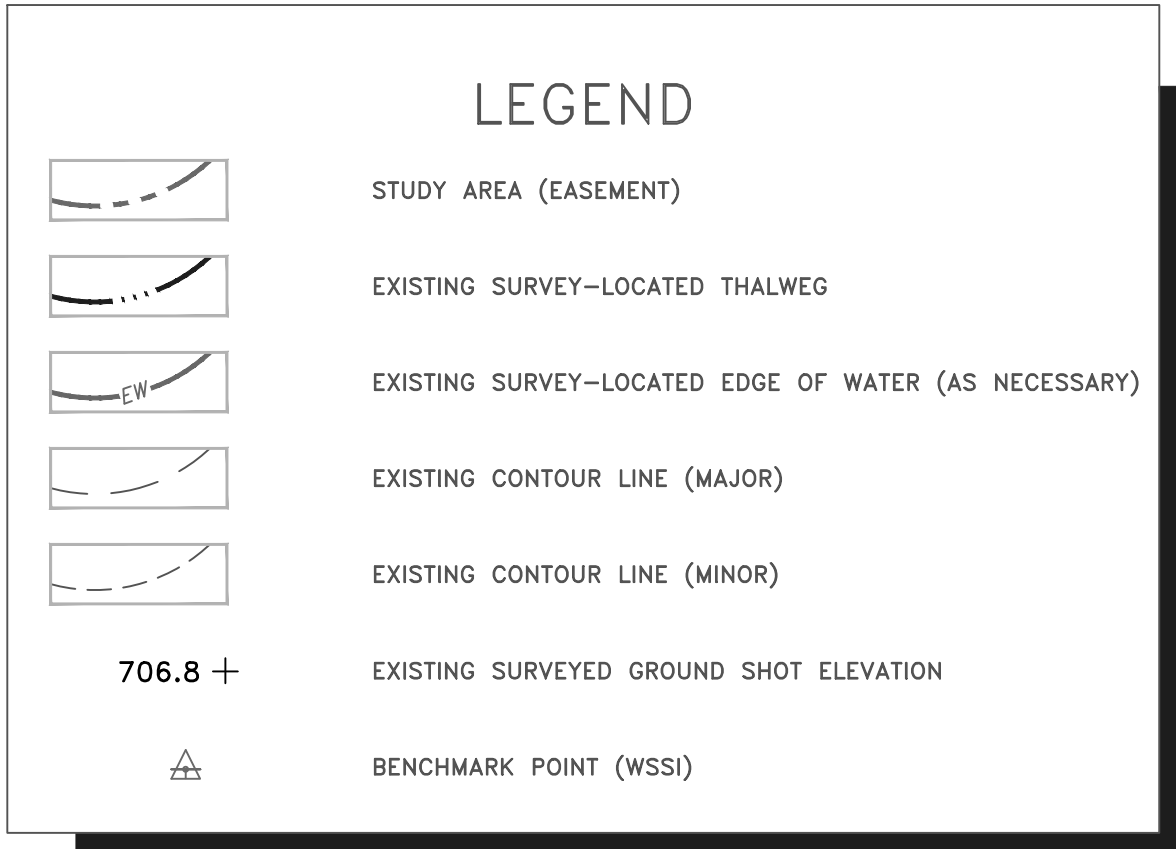 LEGEND
STUDY AREA (EASEMENT)
EXISTING SURVEY–LOCATED THALWEG
EW
EXISTING SURVEY–LOCATED EDGE OF WATER (AS NECESSARY)
EXISTING CONTOUR LINE (MAJOR)
EXISTING CONTOUR LINE (MINOR)
706.8 EXISTING SURVEYED GROUND SHOT ELEVATION
BENCHMARK POINT (WSSI)